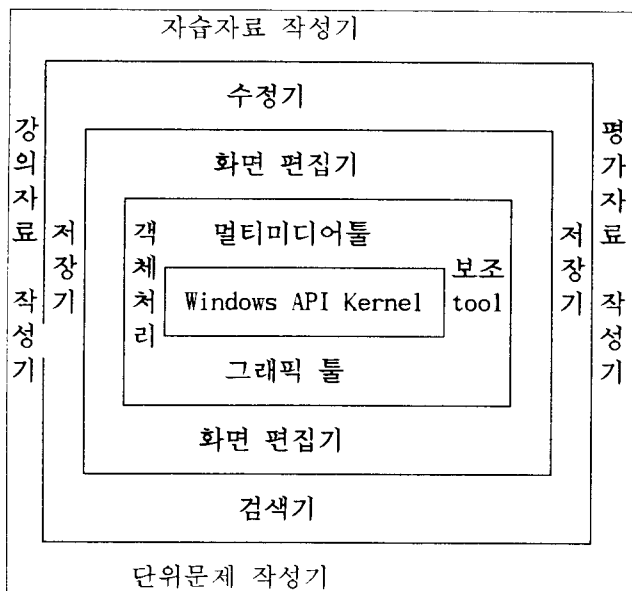 자습자료 작성기
수정기
강의자료 작성기
평가자료 작성기
화면 편집기
저장기
저장기
객체처리
멀티미디어툴
보조
tool
Windows API Kernel
그래픽 툴
화면 편집기
검색기
단위문제 작성기